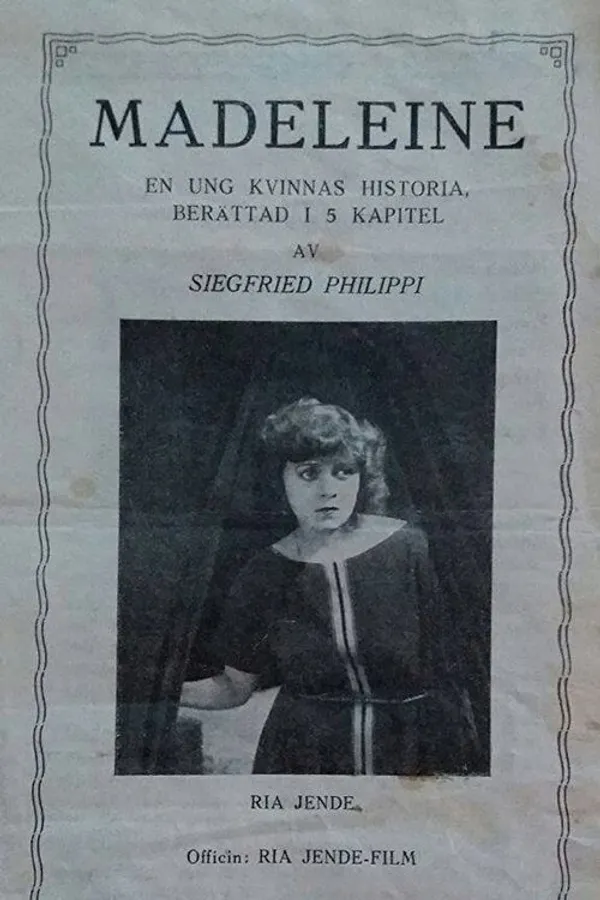 MADELEINE
EN UNG KVINNAS HISTORIA,
BERÄTTAD I 5 KAPITEL
AV
SIEGFRIED PHILIPPI
RIA JENDE
Officin: RIA JENDE-FILM